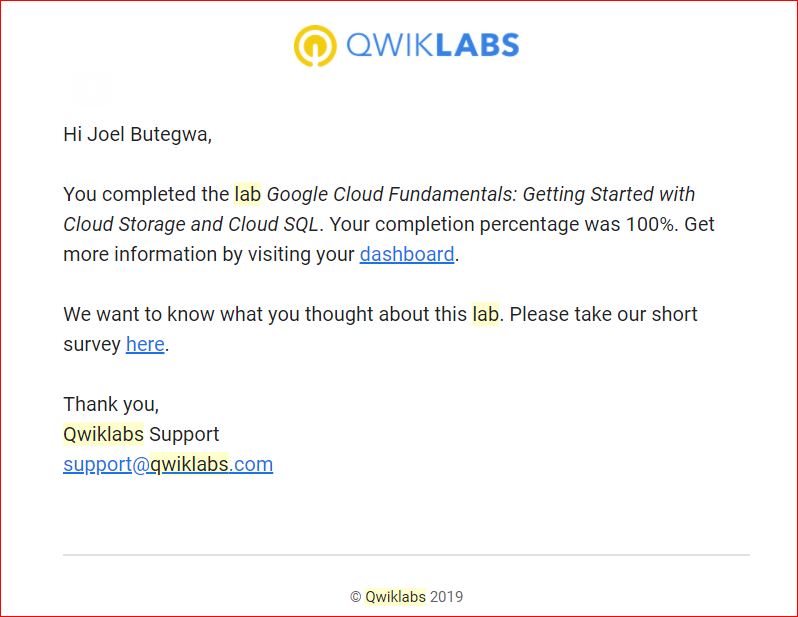 QWIKLABS
Hi Joel Butegwa,
You completed the lab Google Cloud Fundamentals: Getting Started with
Cloud Storage and Cloud SQL. Your completion percentage was 100%. Get
more information by visiting your dashboard.
We want to know what you thought about this lab. Please take our short
survey here.
Thank you,
Qwiklabs Support
support@qwiklabs.com
© Qwiklabs 2019